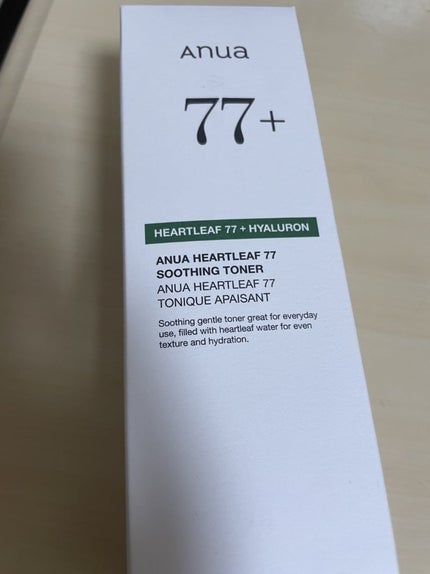 Anua
77+
HEARTLEAF 77 + HYALURON
ANUA HEARTLEAF 77
SOOTHING TONER
ANUA HEARTLEAF 77
TONIQUE APAISANT
Soothing gentle toner great for everyday
use, filled with heartleaf water for even
texture and hydration.